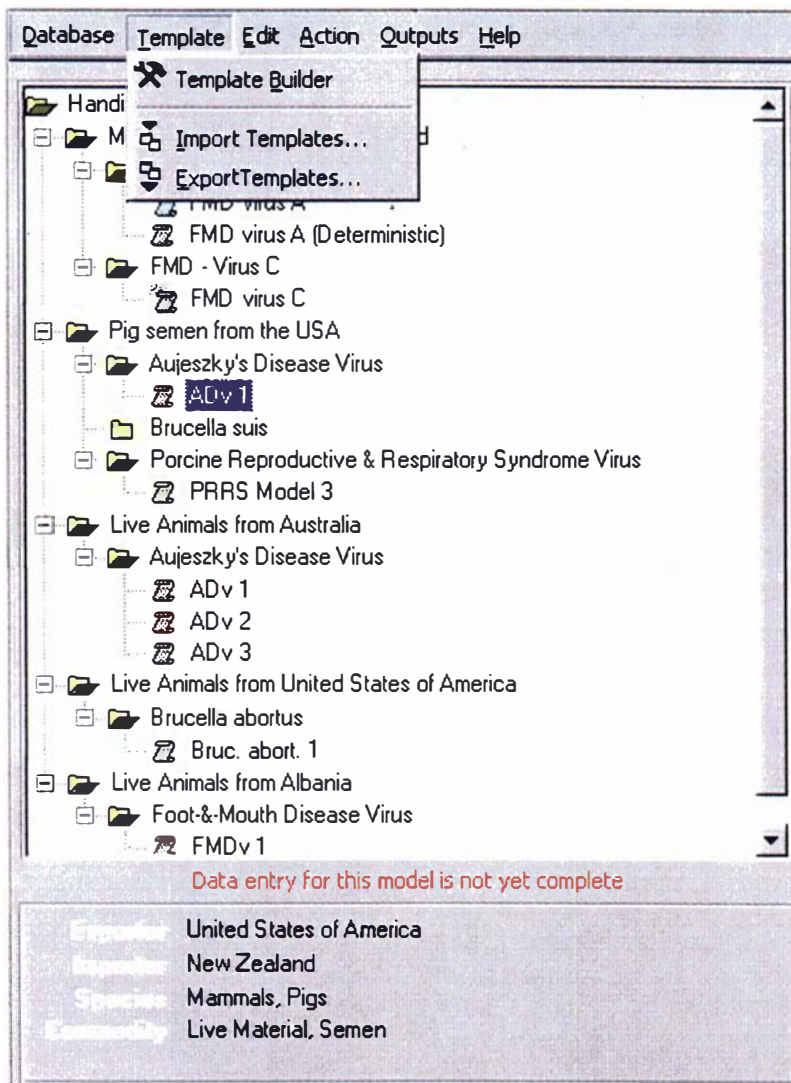 Database Template Edit Action Outputs Help
Template Builder
Handi
M d
Import Templates...
ExportTemplates...
FMD virus A
FMD virus A (Deterministic)
FMD - Virus C
FMD virus C
Pig semen from the USA
Aujeszky's Disease Virus
ADv 1
Brucella suis
Porcine Reproductive & Respiratory Syndrome Virus
PRRS Model 3
Live Animals from Australia
Aujeszky's Disease Virus
ADv 1
ADv 2
ADv 3
Live Animals from United States of America
Brucella abortus
Bruc. abort. 1
Live Animals from Albania
Foot-&-Mouth Disease Virus
FMDv 1
Data entry for this model is not yet complete
United States of America
New Zealand
Species Mammals, Pigs
Commodity Live Material, Semen